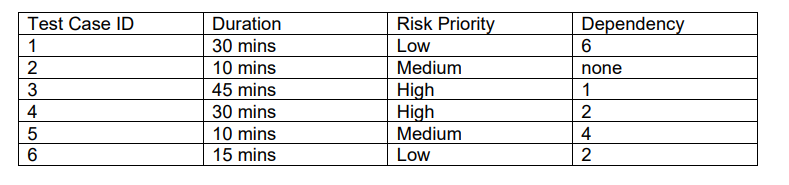 Test Case ID Duration Risk Priority Dependency
1 30 mins Low 6
2 10 mins Medium none
3 45 mins High 1
4 30 mins High 2
5 10 mins Medium 4
6 15 mins Low 2